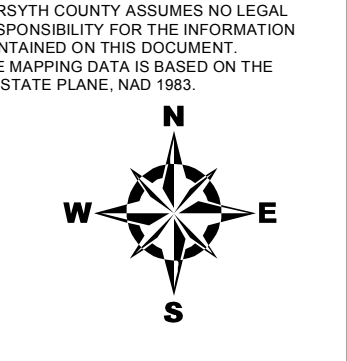 RSYTH COUNTY ASSUMES NO LEGAL
SPONSIBILITY FOR THE INFORMATION
NTAINED ON THIS DOCUMENT.
E MAPPING DATA IS BASED ON THE
STATE PLANE, NAD 1983.
N
W E
S